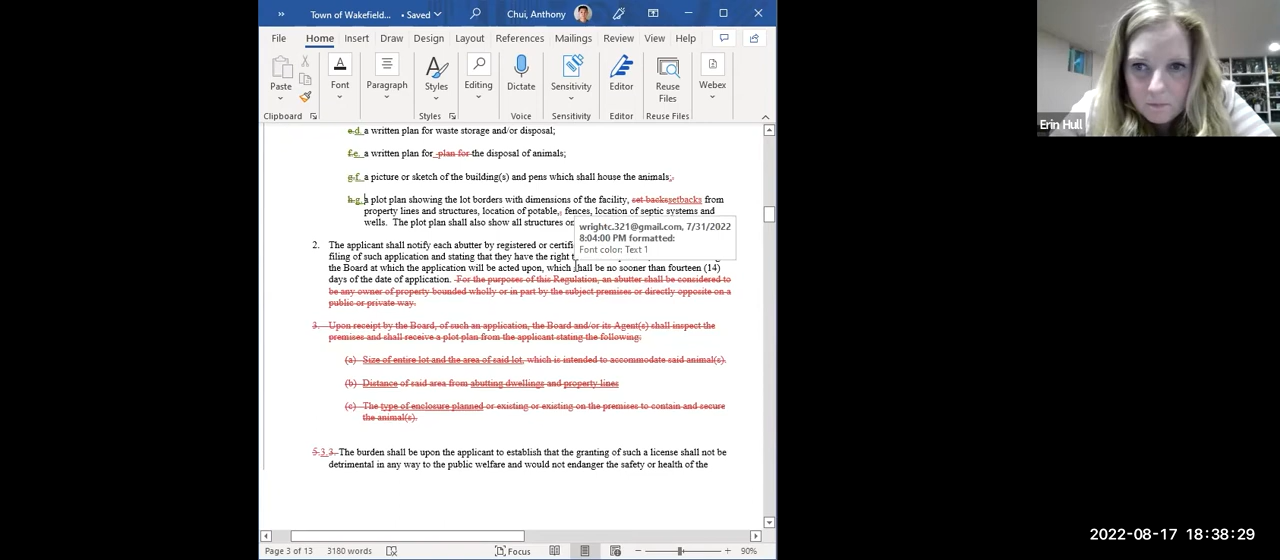 Town of Wakefield... • Saved
Chui, Anthony
File Home Insert Draw Design Layout References Mailings Review View Help
Paste Font Paragraph Styles Editing Dictate Sensitivity Editor Reuse Files Webex
Clipboard Font Styles Voice Sensitivity Editor Reuse Files Webex
e.d. a written plan for waste storage and/or disposal;
f.e. a written plan for plan for the disposal of animals;
g.f. a picture or sketch of the building(s) and pens which shall house the animals;.
h.g. a plot plan showing the lot borders with dimensions of the facility, set backssetbacks from
property lines and structures, location of potable, fences, location of septic systems and
wells. The plot plan shall also show all structures on
wrightc.321@gmail.com, 7/31/2022
8:04:00 PM formatted:
Font color: Text 1
2. The applicant shall notify each abutter by registered or certif
filing of such application and stating that they have the right
the Board at which the application will be acted upon, which shall be no sooner than fourteen (14)
days of the date of application. For the purposes of this Regulation, an abutter shall be considered to
be any owner of property bounded wholly or in part by the subject premises or directly opposite on a
public or private way.
3. Upon receipt by the Board, of such an application, the Board and/or its Agent(s) shall inspect the
premises and shall receive a plot plan from the applicant stating the following:
(a) Size of entire lot and the area of said lot, which is intended to accommodate said animal(s).
(b) Distance of said area from abutting dwellings and property lines
(c) The type of enclosure planned or existing or existing on the premises to contain and secure
the animal(s).
5.3.3. The burden shall be upon the applicant to establish that the granting of such a license shall not be
detrimental in any way to the public welfare and would not endanger the safety or health of the
Page 3 of 13 3180 words Focus 90%
Erin Hull
2022-08-17 18:38:29